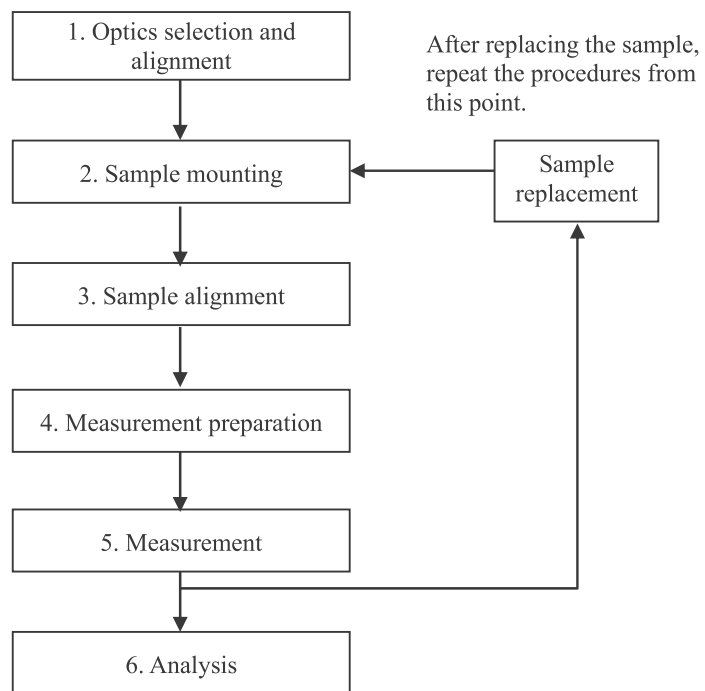 1. Optics selection and
alignment
After replacing the sample,
repeat the procedures from
this point.
2. Sample mounting
Sample
replacement
3. Sample alignment
4. Measurement preparation
5. Measurement
6. Analysis